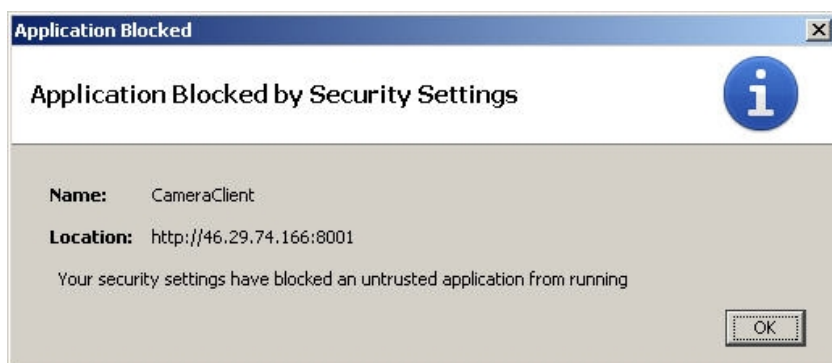 Application Blocked
Application Blocked by Security Settings
Name: CameraClient
Location: http://46.29.74.166:8001
Your security settings have blocked an untrusted application from running
OK